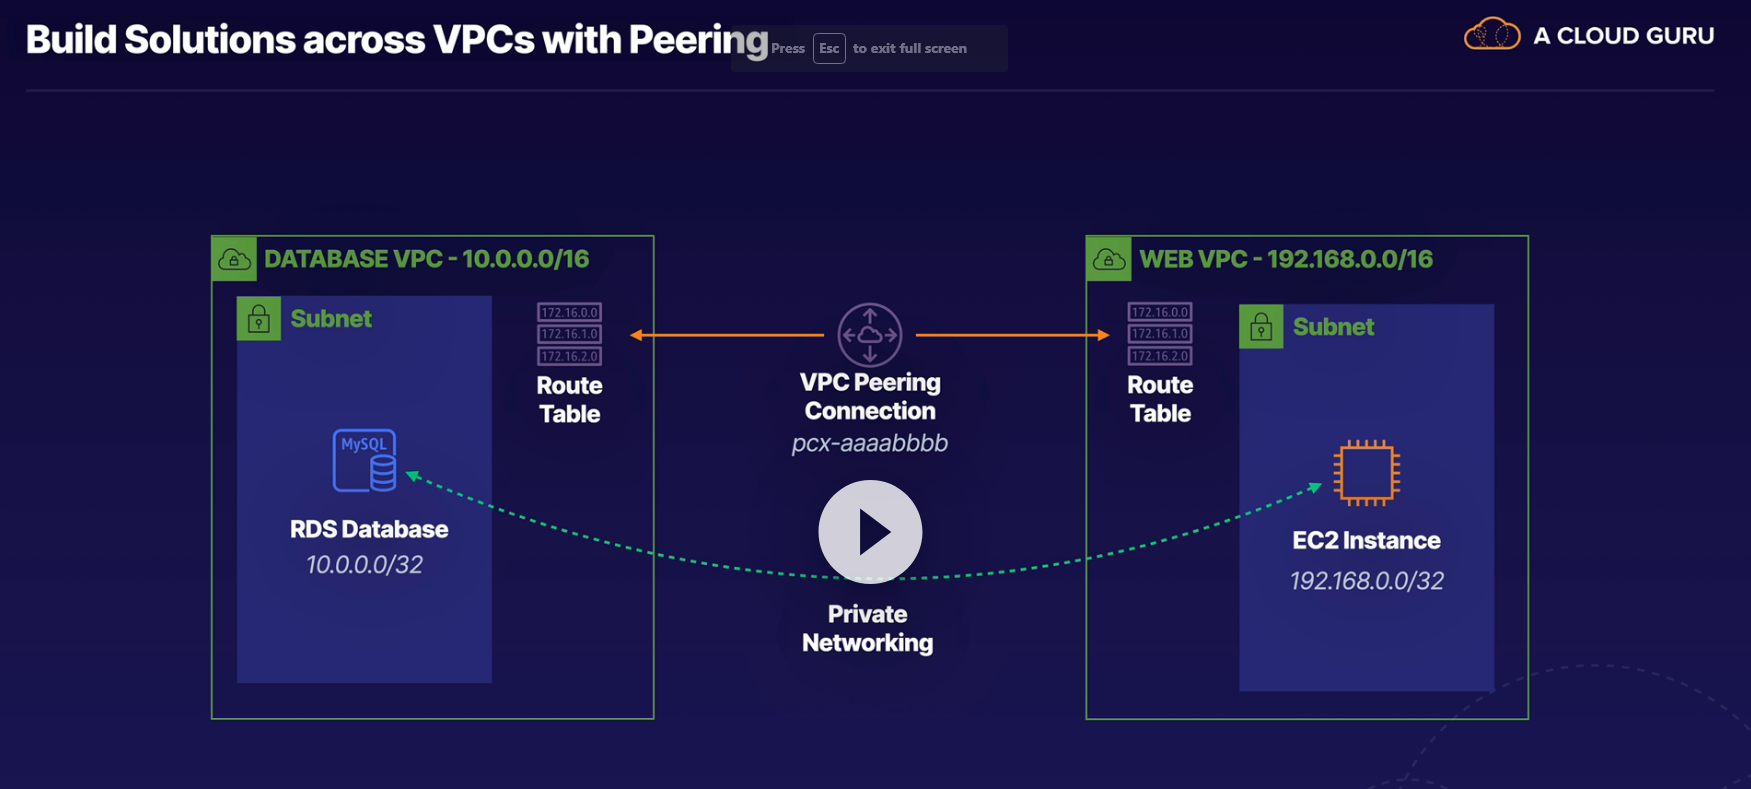 Build Solutions across VPCs with Peering
Press Esc to exit full screen
A CLOUD GURU
DATABASE VPC - 10.0.0.0/16
Subnet
172.16.0.0
172.16.1.0
172.16.2.0
Route
Table
MySQL
RDS Database
10.0.0.0/32
VPC Peering
Connection
pcx-aaaabbbb
Private
Networking
WEB VPC - 192.168.0.0/16
172.16.0.0
172.16.1.0
172.16.2.0
Route
Table
Subnet
EC2 Instance
192.168.0.0/32